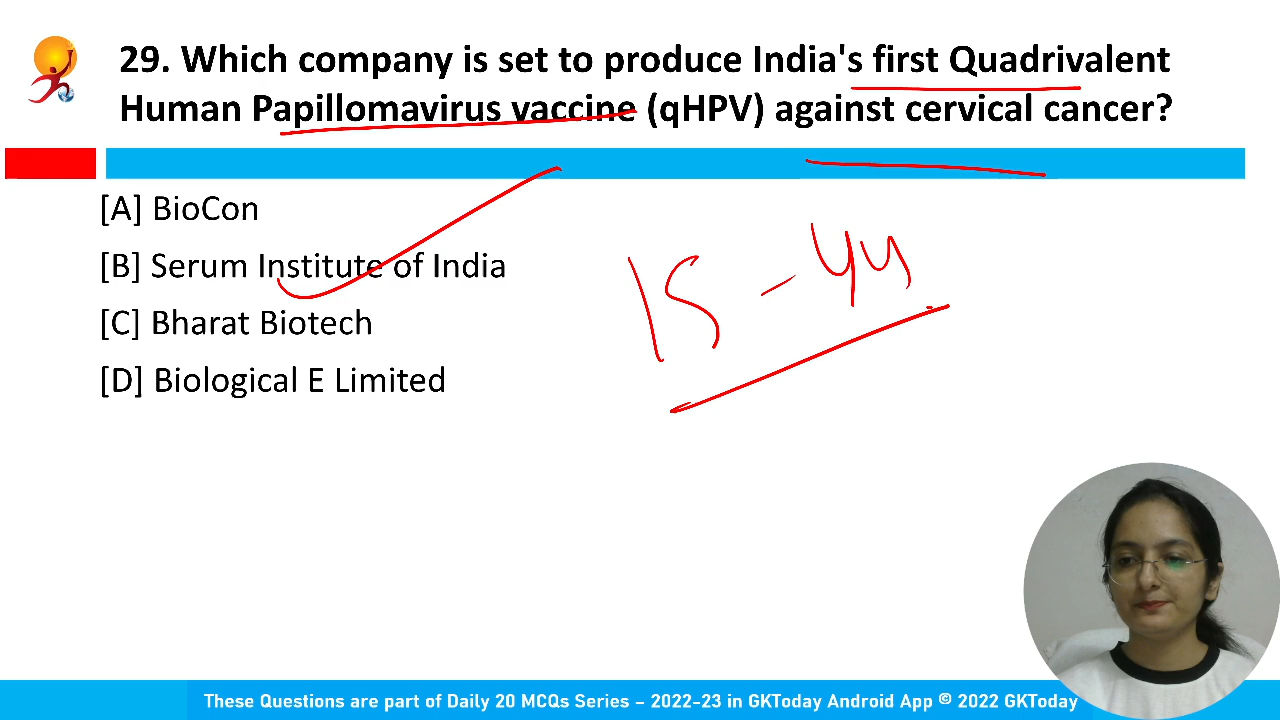 29. Which company is set to produce India's first Quadrivalent
Human Papillomavirus vaccine (qHPV) against cervical cancer?
[A] BioCon
[B] Serum Institute of India
15 - 44
[C] Bharat Biotech
[D] Biological E Limited
These Questions are part of Daily 20 MCQs Series – 2022-23 in GKToday Android App © 2022 GKToday